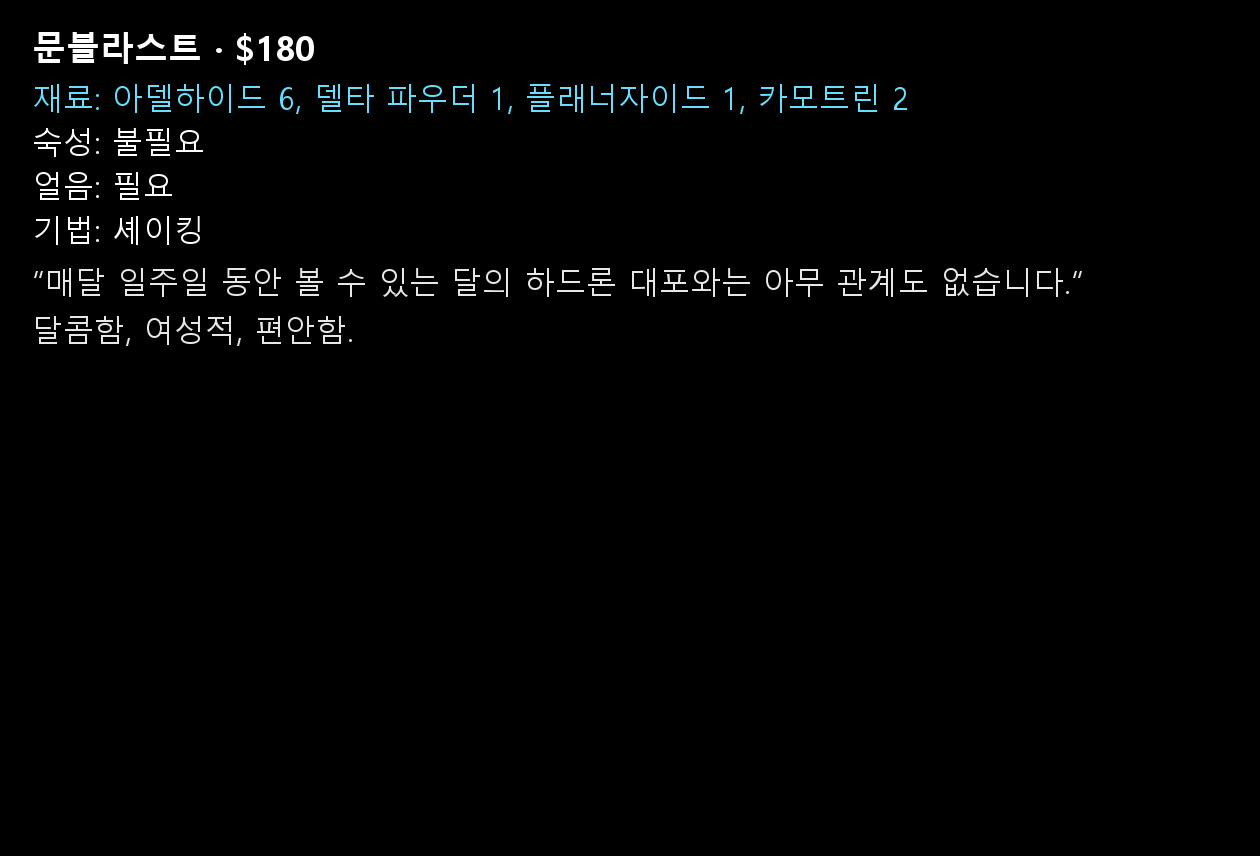 문블라스트 · $180
재료: 아델하이드 6, 델타 파우더 1, 플래너자이드 1, 카모트린 2
숙성: 불필요
얼음: 필요
기법: 셰이킹
"매달 일주일 동안 볼 수 있는 달의 하드론 대포와는 아무 관계도 없습니다."
달콤함, 여성적, 편안함.